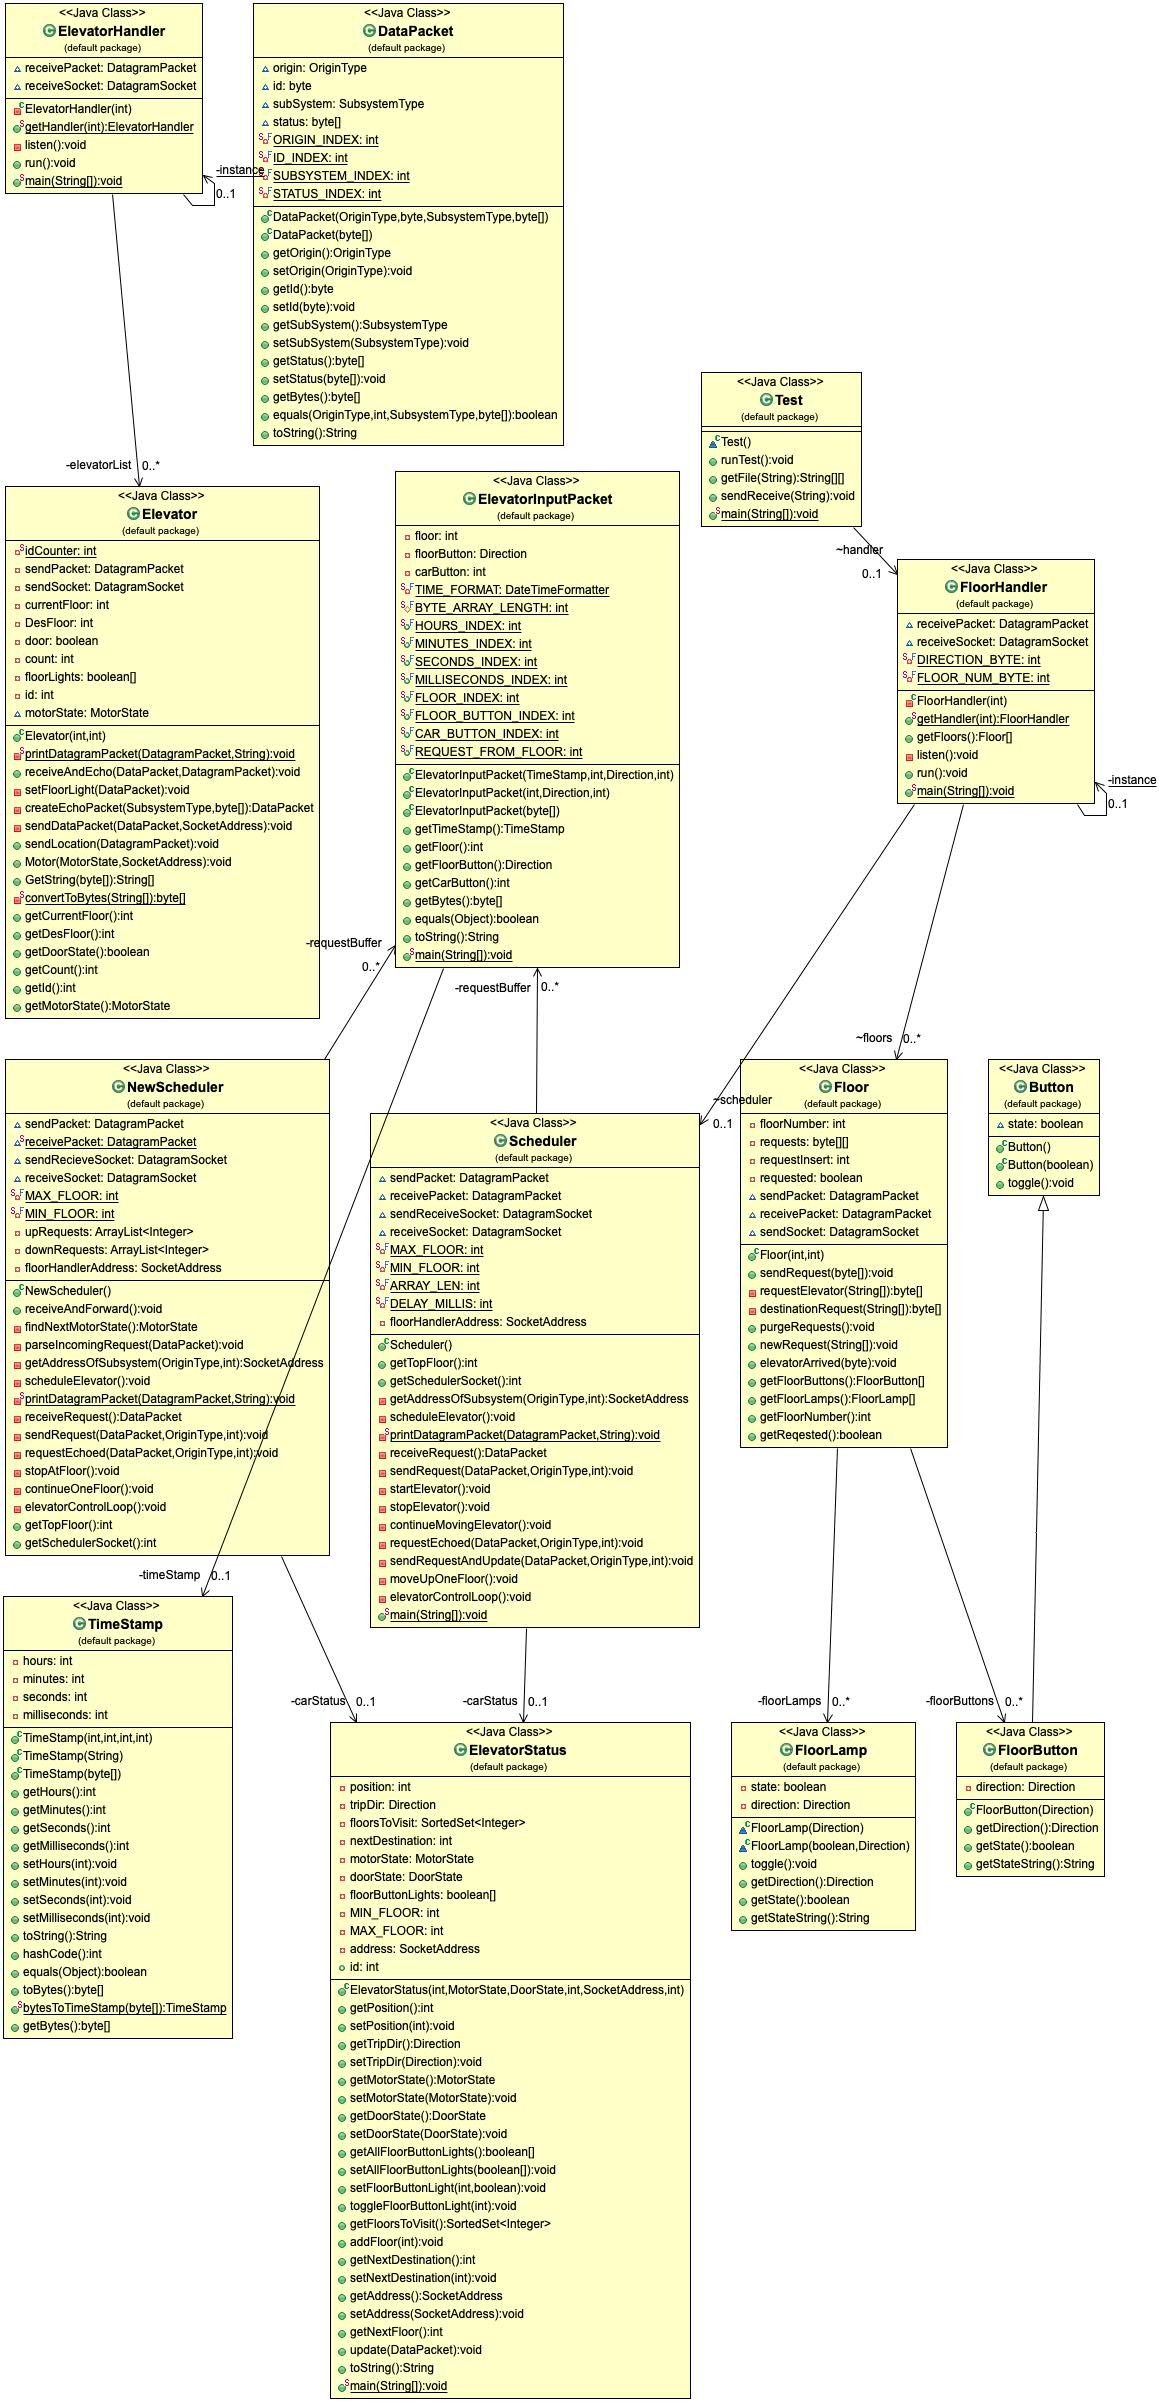 <<Java Class>>
ElevatorHandler
(default package)
receivePacket: DatagramPacket
receiveSocket: DatagramSocket
ElevatorHandler(int)
getHandler(int):ElevatorHandler
listen():void
run():void
main(String[]):void
-instance
0..1
<<Java Class>>
DataPacket
(default package)
origin: OriginType
id: byte
subSystem: SubsystemType
status: byte[]
ORIGIN_INDEX: int
ID_INDEX: int
SUBSYSTEM_INDEX: int
STATUS_INDEX: int
DataPacket(OriginType,byte,SubsystemType,byte[])
DataPacket(byte[])
getOrigin():OriginType
setOrigin(OriginType):void
getId():byte
setId(byte):void
getSubSystem():SubsystemType
setSubSystem(SubsystemType):void
getStatus():byte[]
setStatus(byte[]):void
getBytes():byte[]
equals(OriginType,int,SubsystemType,byte[]):boolean
toString():String
<<Java Class>>
Test
(default package)
Test()
runTest():void
getFile(String):String[][]
sendReceive(String):void
main(String[]):void
~handler
0..1
-elevatorList
0..*
<<Java Class>>
Elevator
(default package)
idCounter: int
sendPacket: DatagramPacket
sendSocket: DatagramSocket
currentFloor: int
DesFloor: int
door: boolean
count: int
floorLights: boolean[]
id: int
motorState: MotorState
Elevator(int,int)
printDatagramPacket(DatagramPacket,String):void
receiveAndEcho(DataPacket,DatagramPacket):void
setFloorLight(DataPacket):void
createEchoPacket(SubsystemType,byte[]):DataPacket
sendDataPacket(DataPacket,SocketAddress):void
sendLocation(DatagramPacket):void
Motor(MotorState,SocketAddress):void
GetString(byte[]):String[]
convertToBytes(String[]):byte[]
getCurrentFloor():int
getDesFloor():int
getDoorState():boolean
getCount():int
getId():int
getMotorState():MotorState
<<Java Class>>
ElevatorInputPacket
(default package)
floor: int
floorButton: Direction
carButton: int
TIME_FORMAT: DateTimeFormatter
BYTE_ARRAY_LENGTH: int
HOURS_INDEX: int
MINUTES_INDEX: int
SECONDS_INDEX: int
MILLISECONDS_INDEX: int
FLOOR_INDEX: int
FLOOR_BUTTON_INDEX: int
CAR_BUTTON_INDEX: int
REQUEST_FROM_FLOOR: int
ElevatorInputPacket(TimeStamp,int,Direction,int)
ElevatorInputPacket(int,Direction,int)
ElevatorInputPacket(byte[])
getTimeStamp():TimeStamp
getFloor():int
getFloorButton():Direction
getCarButton():int
getBytes():byte[]
equals(Object):boolean
toString():String
main(String[]):void
<<Java Class>>
FloorHandler
(default package)
receivePacket: DatagramPacket
receiveSocket: DatagramSocket
DIRECTION_BYTE: int
FLOOR_NUM_BYTE: int
FloorHandler(int)
getHandler(int):FloorHandler
getFloors():Floor[]
listen():void
run():void
main(String[]):void
-instance
0..1
-requestBuffer
0..*
-requestBuffer
0..*
~floors
0..*
~scheduler
0..1
<<Java Class>>
NewScheduler
(default package)
sendPacket: DatagramPacket
receivePacket: DatagramPacket
sendRecieveSocket: DatagramSocket
receiveSocket: DatagramSocket
MAX_FLOOR: int
MIN_FLOOR: int
upRequests: ArrayList<Integer>
downRequests: ArrayList<Integer>
floorHandlerAddress: SocketAddress
NewScheduler()
receiveAndForward():void
findNextMotorState():MotorState
parseIncomingRequest(DataPacket):void
getAddressOfSubsystem(OriginType,int):SocketAddress
scheduleElevator():void
printDatagramPacket(DatagramPacket,String):void
receiveRequest():DataPacket
sendRequest(DataPacket,OriginType,int):void
requestEchoed(DataPacket,OriginType,int):void
stopAtFloor():void
continueOneFloor():void
elevatorControlLoop():void
getTopFloor():int
getSchedulerSocket():int
<<Java Class>>
Scheduler
(default package)
sendPacket: DatagramPacket
receivePacket: DatagramPacket
sendReceiveSocket: DatagramSocket
receiveSocket: DatagramSocket
MAX_FLOOR: int
MIN_FLOOR: int
ARRAY_LEN: int
DELAY_MILLIS: int
floorHandlerAddress: SocketAddress
Scheduler()
getTopFloor():int
getSchedulerSocket():int
getAddressOfSubsystem(OriginType,int):SocketAddress
scheduleElevator():void
printDatagramPacket(DatagramPacket,String):void
receiveRequest():DataPacket
sendRequest(DataPacket,OriginType,int):void
startElevator():void
stopElevator():void
continueMovingElevator():void
requestEchoed(DataPacket,OriginType,int):void
sendRequestAndUpdate(DataPacket,OriginType,int):void
moveUpOneFloor():void
elevatorControlLoop():void
main(String[]):void
<<Java Class>>
Floor
(default package)
floorNumber: int
requests: byte[][]
requestInsert: int
requested: boolean
sendPacket: DatagramPacket
receivePacket: DatagramPacket
sendSocket: DatagramSocket
Floor(int,int)
sendRequest(byte[]):void
requestElevator(String[]):byte[]
destinationRequest(String[]):byte[]
purgeRequests():void
newRequest(String[]):void
elevatorArrived(byte):void
getFloorButtons():FloorButton[]
getFloorLamps():FloorLamp[]
getFloorNumber():int
getReqested():boolean
<<Java Class>>
Button
(default package)
state: boolean
Button()
Button(boolean)
toggle():void
-timeStamp
0..1
<<Java Class>>
TimeStamp
(default package)
hours: int
minutes: int
seconds: int
milliseconds: int
TimeStamp(int,int,int,int)
TimeStamp(String)
TimeStamp(byte[])
getHours():int
getMinutes():int
getSeconds():int
getMilliseconds():int
setHours(int):void
setMinutes(int):void
setSeconds(int):void
setMilliseconds(int):void
toString():String
hashCode():int
equals(Object):boolean
toBytes():byte[]
bytesToTimeStamp(byte[]):TimeStamp
getBytes():byte[]
-carStatus
0..1
-carStatus
0..1
<<Java Class>>
ElevatorStatus
(default package)
position: int
tripDir: Direction
floorsToVisit: SortedSet<Integer>
nextDestination: int
motorState: MotorState
doorState: DoorState
floorButtonLights: boolean[]
MIN_FLOOR: int
MAX_FLOOR: int
address: SocketAddress
id: int
ElevatorStatus(int,MotorState,DoorState,int,SocketAddress,int)
getPosition():int
setPosition(int):void
getTripDir():Direction
setTripDir(Direction):void
getMotorState():MotorState
setMotorState(MotorState):void
getDoorState():DoorState
setDoorState(DoorState):void
getAllFloorButtonLights():boolean[]
setAllFloorButtonLights(boolean[]):void
setFloorButtonLight(int,boolean):void
toggleFloorButtonLight(int):void
getFloorsToVisit():SortedSet<Integer>
addFloor(int):void
getNextDestination():int
setNextDestination(int):void
getAddress():SocketAddress
setAddress(SocketAddress):void
getNextFloor():int
update(DataPacket):void
toString():String
main(String[]):void
-floorLamps
0..*
<<Java Class>>
FloorLamp
(default package)
state: boolean
direction: Direction
FloorLamp(Direction)
FloorLamp(boolean,Direction)
toggle():void
getDirection():Direction
getState():boolean
getStateString():String
-floorButtons
0..*
<<Java Class>>
FloorButton
(default package)
direction: Direction
FloorButton(Direction)
getDirection():Direction
getState():boolean
getStateString():String